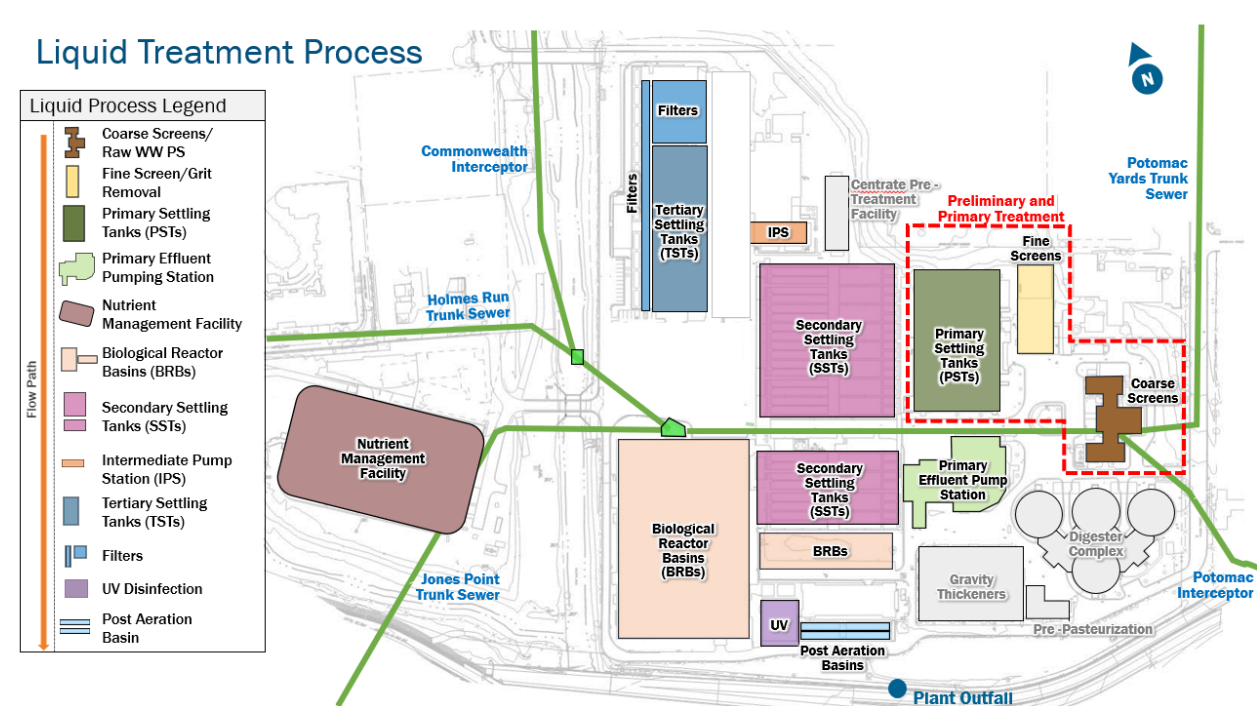 Liquid Treatment Process
Liquid Process Legend
Flow Path
Coarse Screens/
Raw WW PS
Fine Screen/Grit
Removal
Primary Settling
Tanks (PSTs)
Primary Effluent
Pumping Station
Nutrient
Management Facility
Biological Reactor
Basins (BRBs)
Secondary Settling
Tanks (SSTs)
Intermediate Pump
Station (IPS)
Tertiary Settling
Tanks (TSTs)
Filters
UV Disinfection
Post Aeration
Basin
N
Commonwealth
Interceptor
Filters
Filters
Tertiary
Settling
Tanks
(TSTs)
IPS
Centrate Pre -
Treatment
Facility
Preliminary and
Primary Treatment
Potomac
Yards Trunk
Sewer
Fine
Screens
Holmes Run
Trunk Sewer
Secondary
Settling
Tanks
(SSTs)
Primary
Settling
Tanks
(PSTs)
Coarse
Screens
Nutrient
Management
Facility
Secondary
Settling
Tanks
(SSTs)
Primary
Effluent Pump
Station
Biological
Reactor
Basins
(BRBs)
BRBs
Digester
Complex
Gravity
Thickeners
Jones Point
Trunk Sewer
Potomac
Interceptor
UV
Pre -Pasteurization
Post Aeration
Basins
Plant Outfall